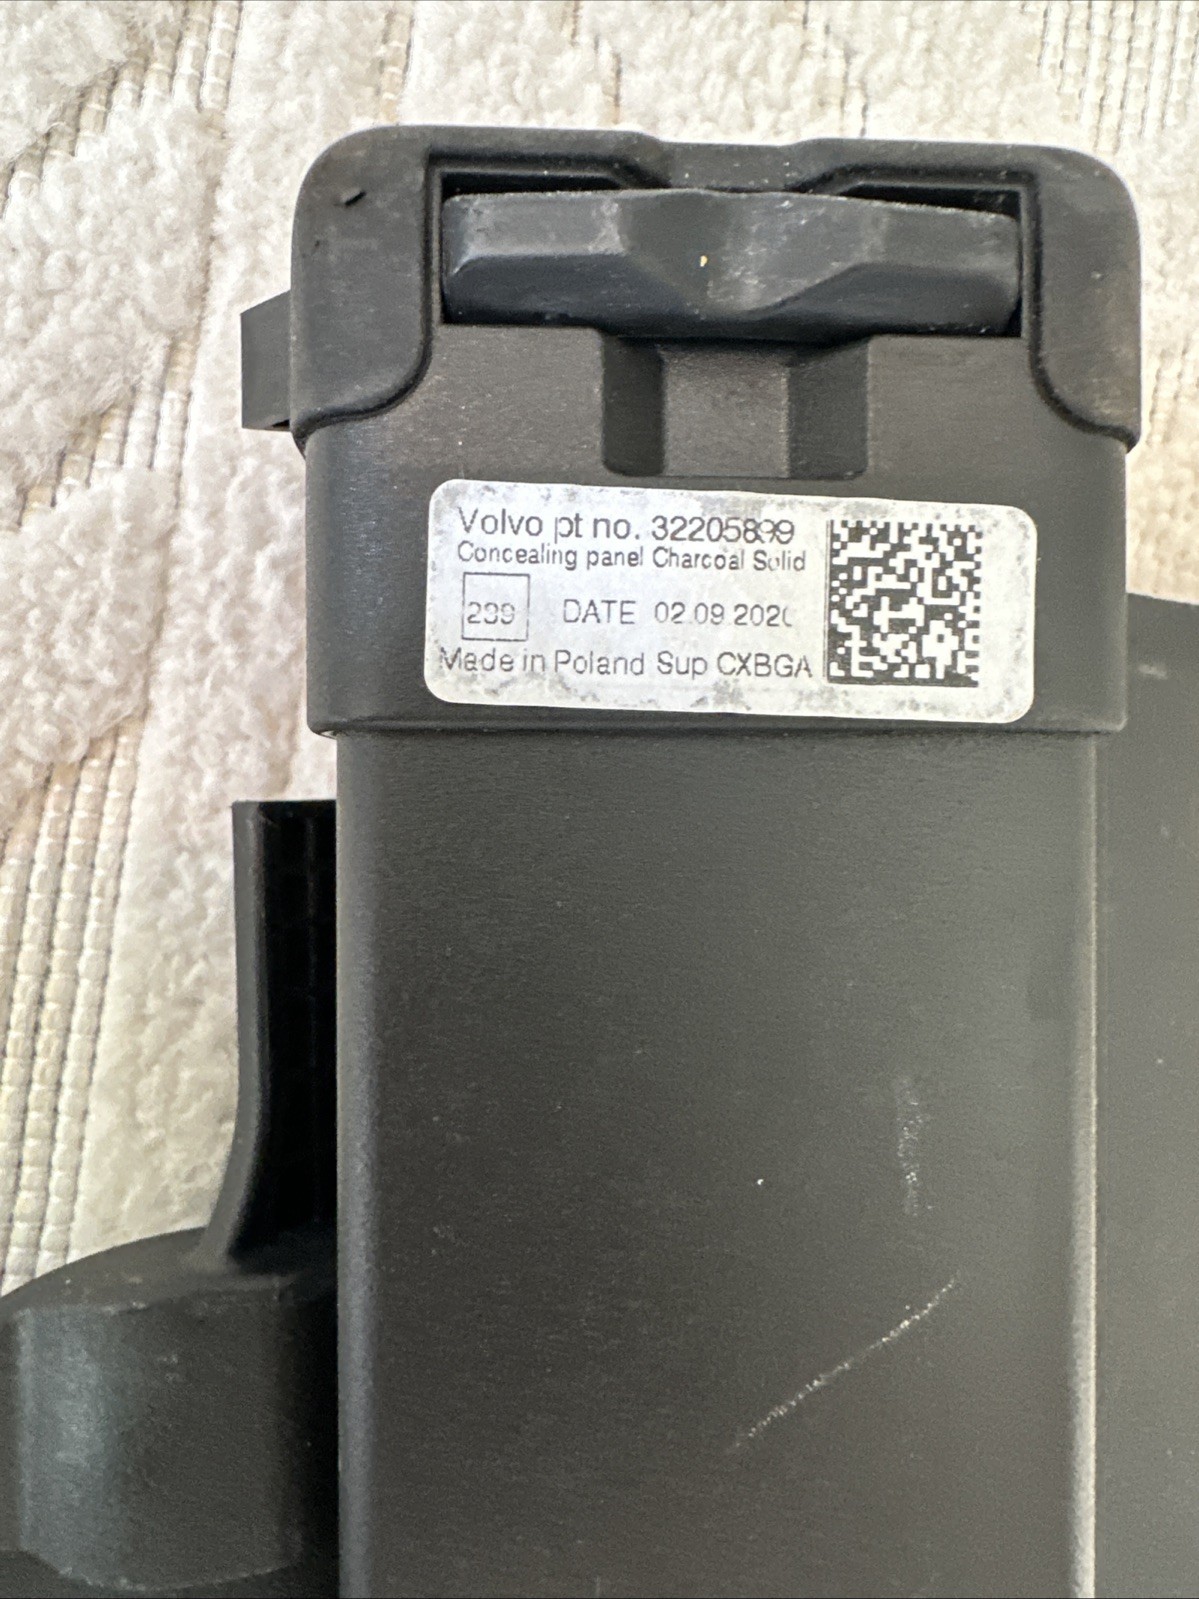 Volvo pt no. 32205899
Concealing panel Charcoal Solid
239 DATE 02.09.2020
Made in Poland Sup CXBGA